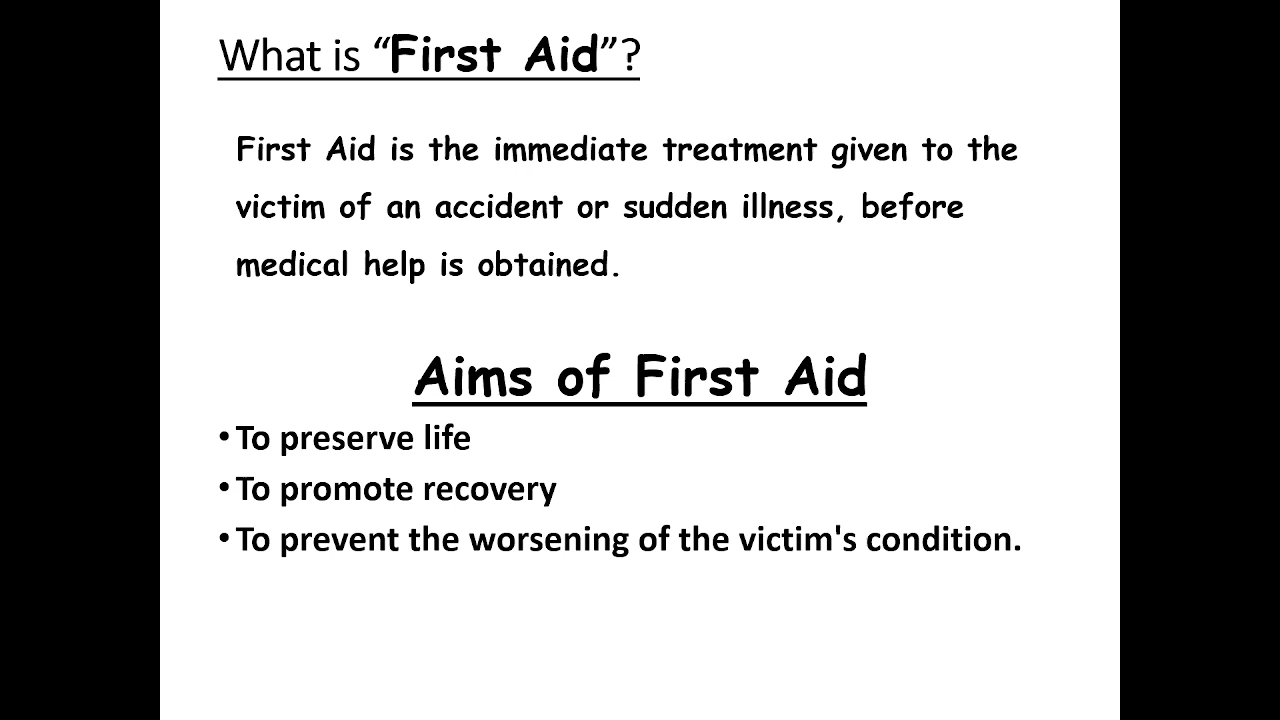 What is “First Aid”?
First Aid is the immediate treatment given to the
victim of an accident or sudden illness, before
medical help is obtained.
Aims of First Aid
• To preserve life
• To promote recovery
• To prevent the worsening of the victim's condition.